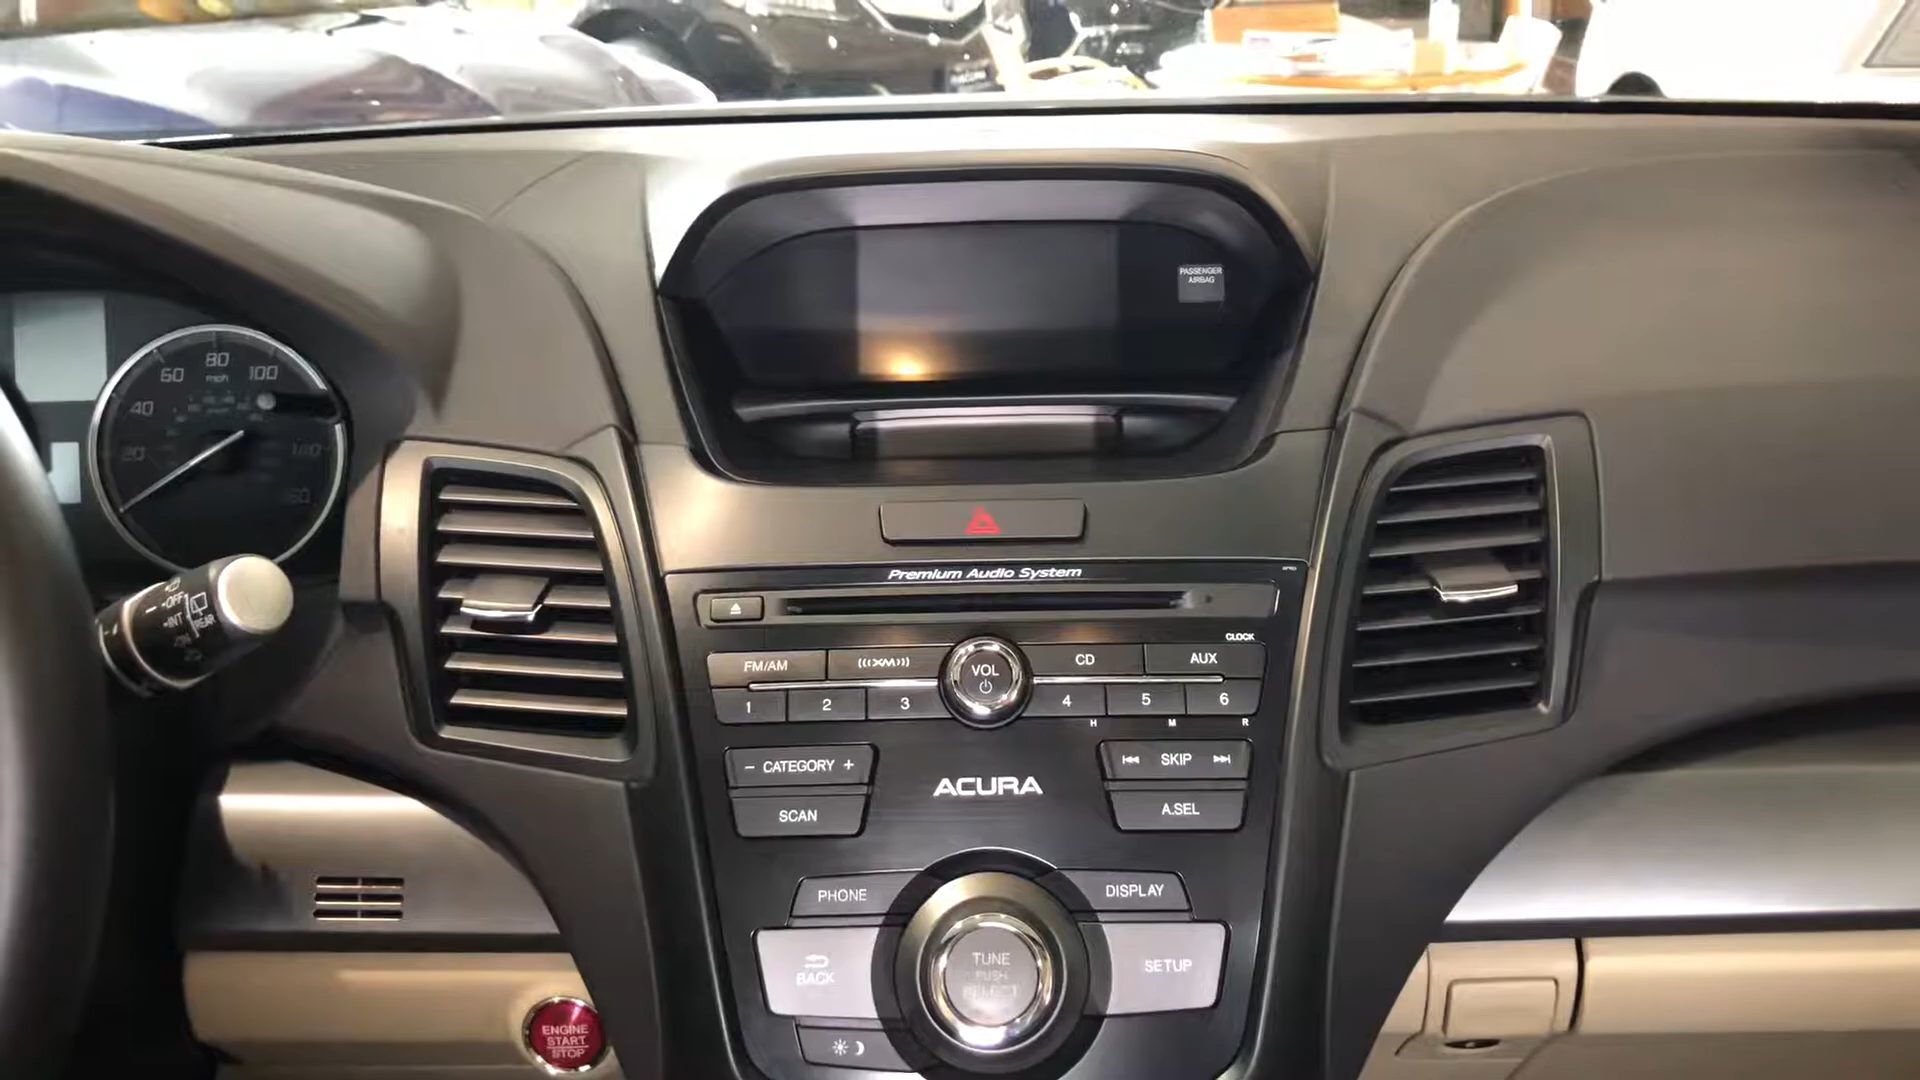 PASSENGER
AIRBAG
80
60
mph
100
40
20
140
OFF
INT
REAR
Premium Audio System
CLOCK
FM/AM
XM
VOL
CD
AUX
1
2
3
4
5
6
H
M
R
- CATEGORY +
SKIP
ACURA
SCAN
A.SEL
PHONE
DISPLAY
TUNE
PUSH
SELECT
BACK
SETUP
ENGINE
START
STOP